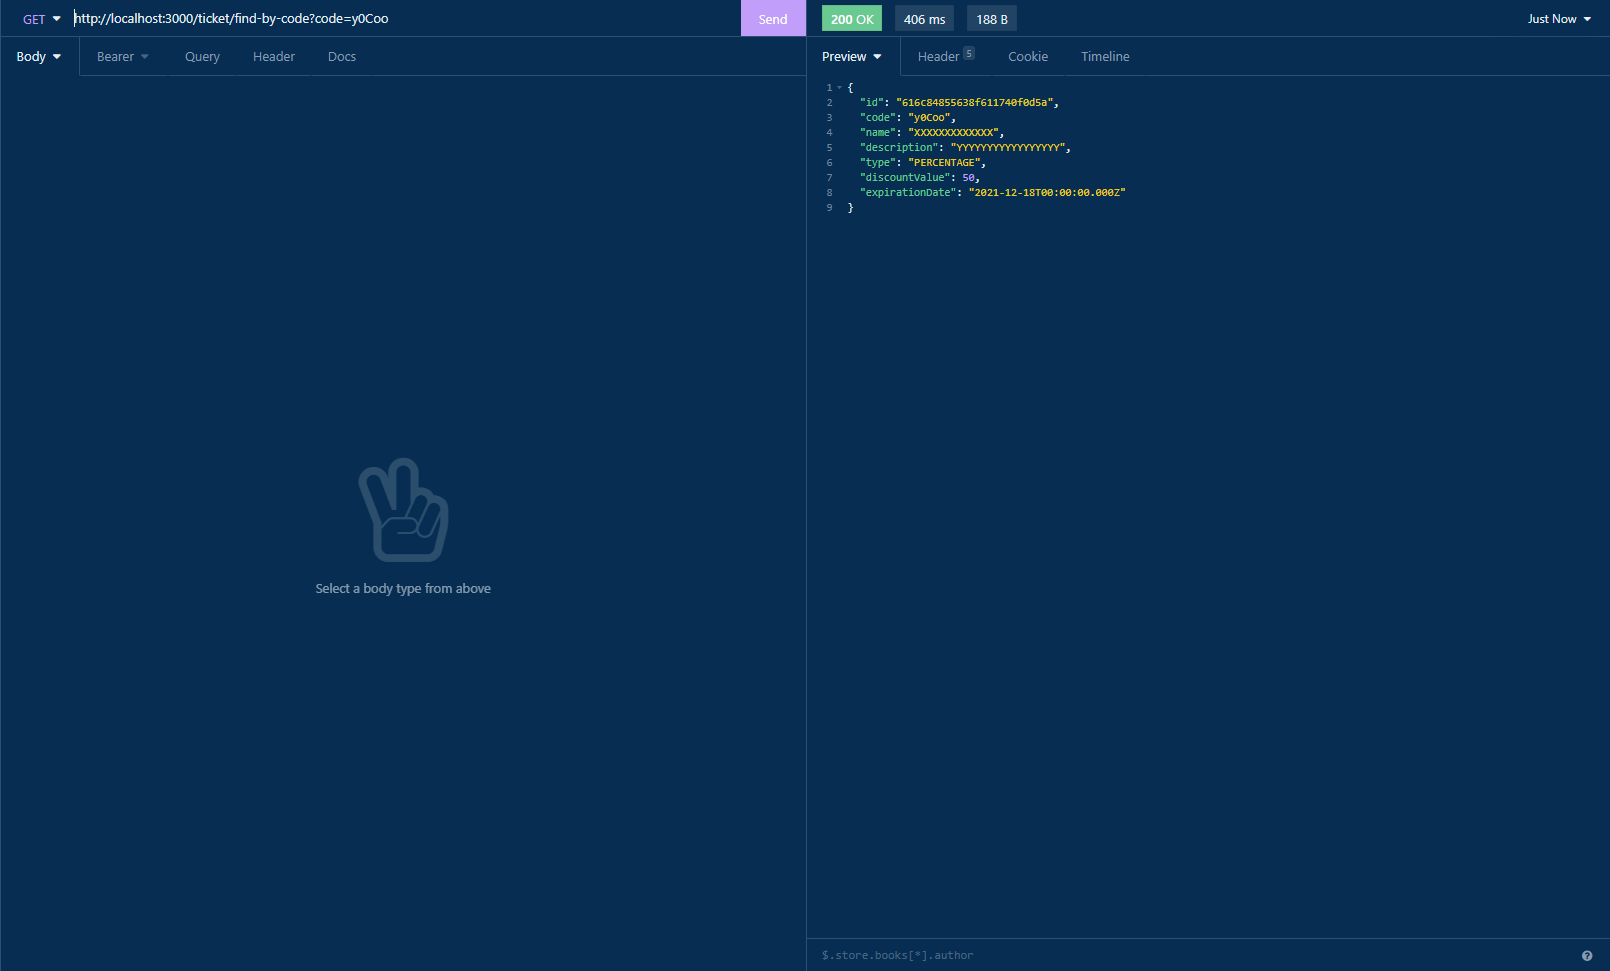 GET http://localhost:3000/ticket/find-by-code?code=y0Coo Send
200 OK 406 ms 188 B Just Now
Body Bearer Query Header Docs
Preview Header 5 Cookie Timeline
1 {
2 "id": "616c84855638f611740f0d5a",
3 "code": "y0Coo",
4 "name": "XXXXXXXXXXXXX",
5 "description": "YYYYYYYYYYYYYYYYY",
6 "type": "PERCENTAGE",
7 "discountValue": 50,
8 "expirationDate": "2021-12-18T00:00:00.000Z"
9 }
Select a body type from above
$.store.books[*].author ?